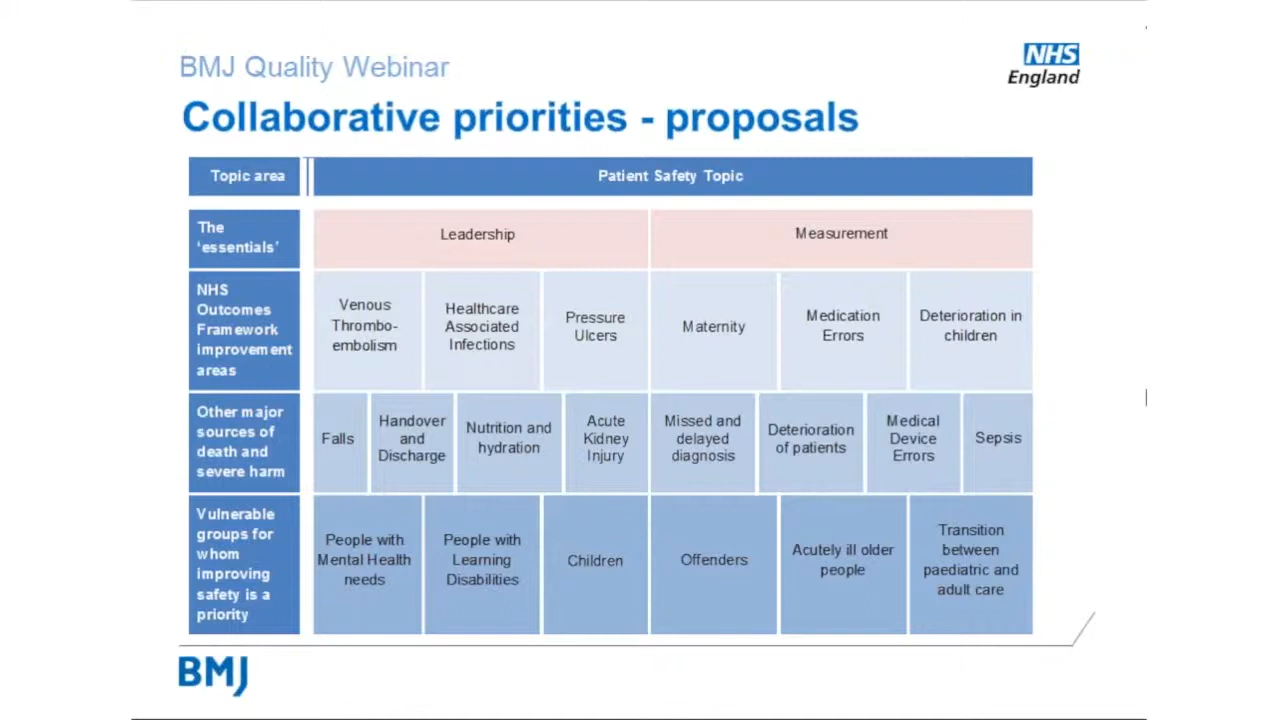 BMJ Quality Webinar
NHS
England
Collaborative priorities - proposals
Topic area
Patient Safety Topic
The
‘essentials’
Leadership
Measurement
NHS
Outcomes
Framework
improvement
areas
Venous
Thrombo-
embolism
Healthcare
Associated
Infections
Pressure
Ulcers
Maternity
Medication
Errors
Deterioration in
children
Other major
sources of
death and
severe harm
Falls
Handover
and
Discharge
Nutrition and
hydration
Acute
Kidney
Injury
Missed and
delayed
diagnosis
Deterioration
of patients
Medical
Device
Errors
Sepsis
Vulnerable
groups for
whom
improving
safety is a
priority
People with
Mental Health
needs
People with
Learning
Disabilities
Children
Offenders
Acutely ill older
people
Transition
between
paediatric and
adult care
BMJ